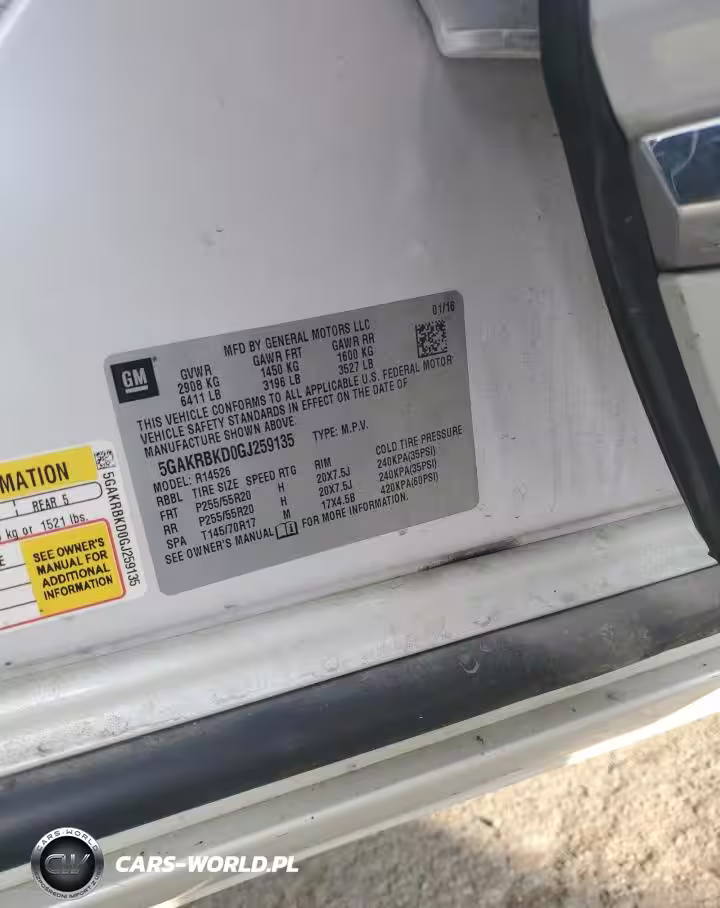 MFD BY GENERAL MOTORS LLC 01/16
GM
GVWR GAWR FRT GAWR RR
2908 KG 1450 KG 1600 KG
6411 LB 3196 LB 3527 LB
THIS VEHICLE CONFORMS TO ALL APPLICABLE U.S. FEDERAL MOTOR
VEHICLE SAFETY STANDARDS IN EFFECT ON THE DATE OF
MANUFACTURE SHOWN ABOVE.
5GAKRBKD0GJ259135 TYPE: M.P.V.
MODEL: R14526
RBBL TIRE SIZE SPEED RTG RIM COLD TIRE PRESSURE
FRT P255/55R20 H 20X7.5J 240KPA(35PSI)
RR P255/55R20 H 20X7.5J 240KPA(35PSI)
SPA T145/70R17 M 17X4.5B 420KPA(60PSI)
SEE OWNER'S MANUAL FOR MORE INFORMATION.
MATION
REAR 5
kg or 1521 lbs.
E
SEE OWNER'S
MANUAL FOR
ADDITIONAL
INFORMATION
5GAKRBKD0GJ259135
CARS-WORLD
CW
CARS-WORLD.PL